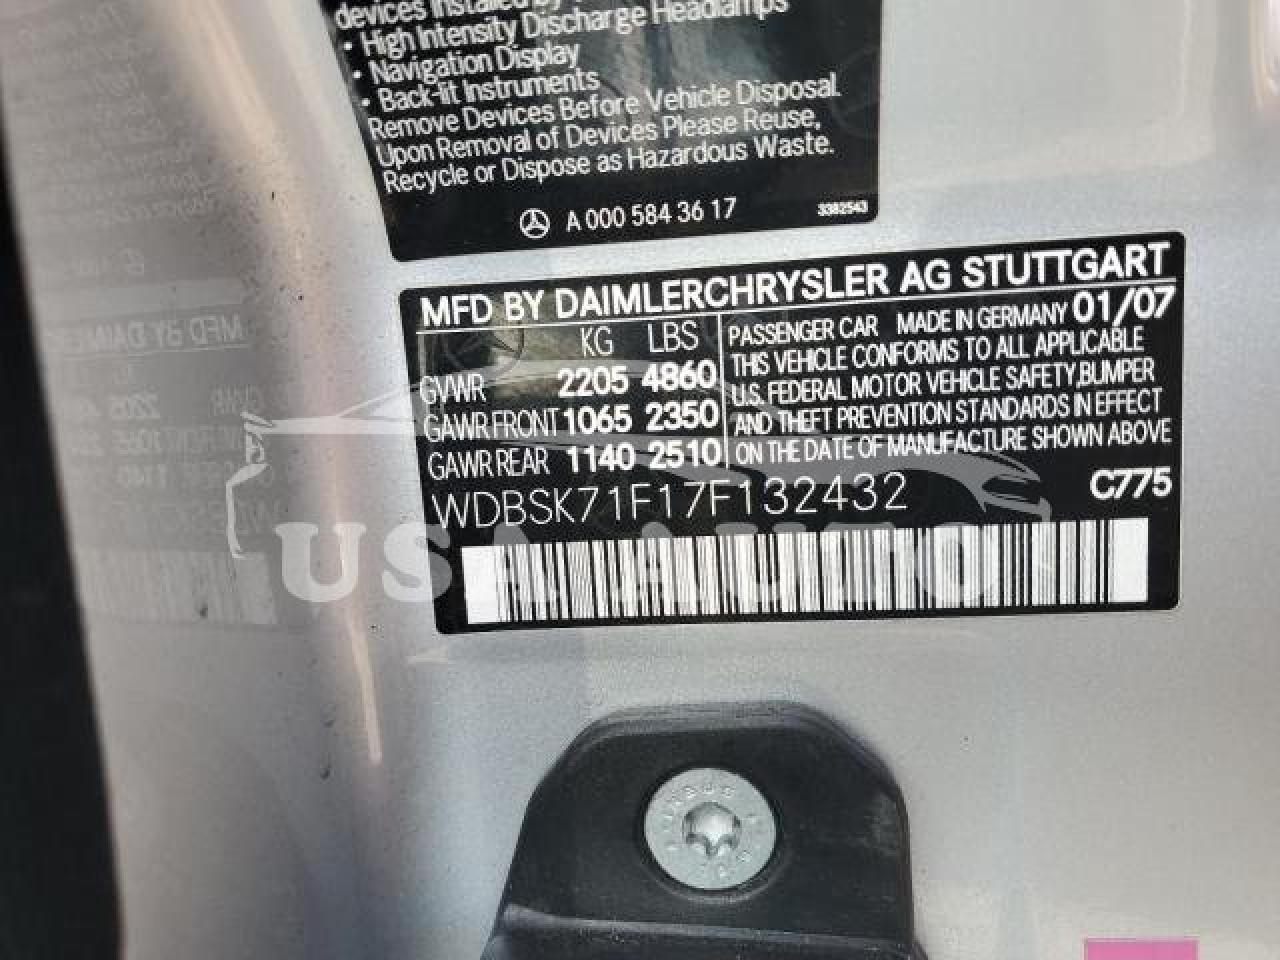 devices installed by
• High Intensity Discharge Headlamps
• Navigation Display
• Back-lit Instruments
Remove Devices Before Vehicle Disposal.
Upon Removal of Devices Please Reuse,
Recycle or Dispose as Hazardous Waste.
A 000 584 36 17 3382543
MFD BY DAIMLERCHRYSLER AG STUTTGART
KG LBS
GVWR 2205 4860
GAWR FRONT 1065 2350
GAWR REAR 1140 2510
PASSENGER CAR MADE IN GERMANY 01/07
THIS VEHICLE CONFORMS TO ALL APPLICABLE
U.S. FEDERAL MOTOR VEHICLE SAFETY,BUMPER
AND THEFT PREVENTION STANDARDS IN EFFECT
ON THE DATE OF MANUFACTURE SHOWN ABOVE
WDBSK71F17F132432 C775
USA AUTO